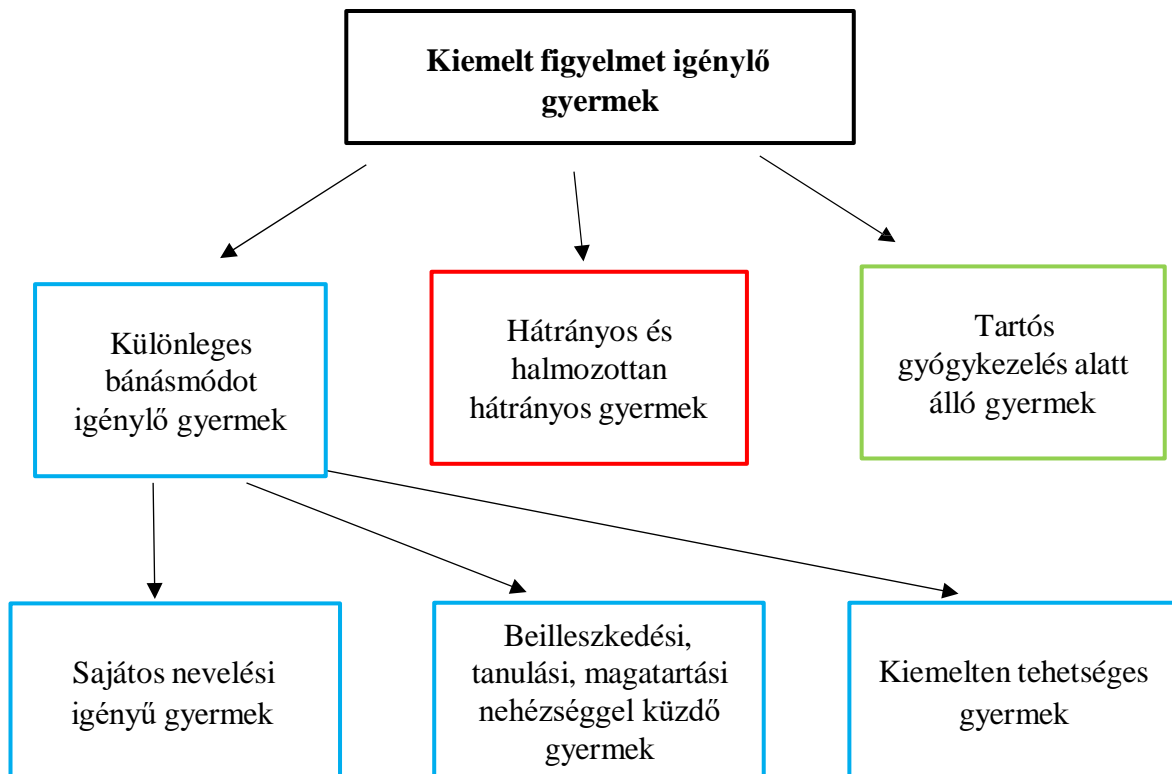 Kiemelt figyelmet igénylő
gyermek
Különleges
bánásmódot
igénylő gyermek
Hátrányos és
halmozottan
hátrányos gyermek
Tartós
gyógykezelés alatt
álló gyermek
Sajátos nevelési
igényű gyermek
Beilleszkedési,
tanulási, magatartási
nehézséggel küzdő
gyermek
Kiemelten tehetséges
gyermek